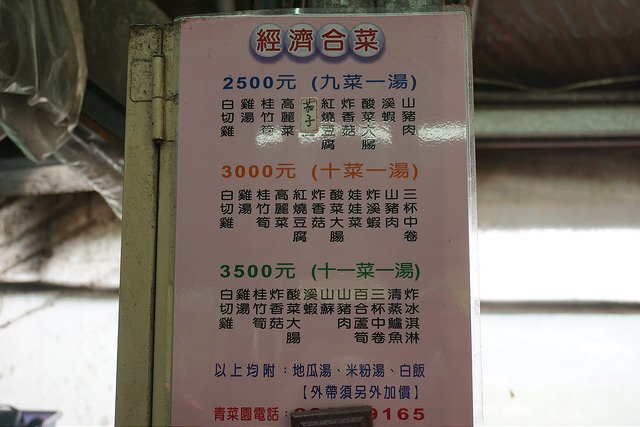 經濟合菜
2500元 (九菜一湯)
白切雞 雞湯 桂竹筍 高麗菜 茄子 紅燒豆腐 炸香菇 酸菜大腸 溪蝦 山豬肉
3000元 (十菜一湯)
白切雞 雞湯 桂竹筍 高麗菜 紅燒豆腐 炸香菇 酸菜大腸 娃娃菜 炸溪蝦 山豬肉 三杯中卷
3500元 (十一菜一湯)
白切雞 雞湯 桂竹筍 炸香菇 酸菜大腸 溪蝦 山蘇 山豬肉 百合蘆筍 三杯中卷 清蒸鱸魚 炸冰淇淋
以上均附：地瓜湯、米粉湯、白飯
【外帶須另外加價】
青菜園電話： 9165